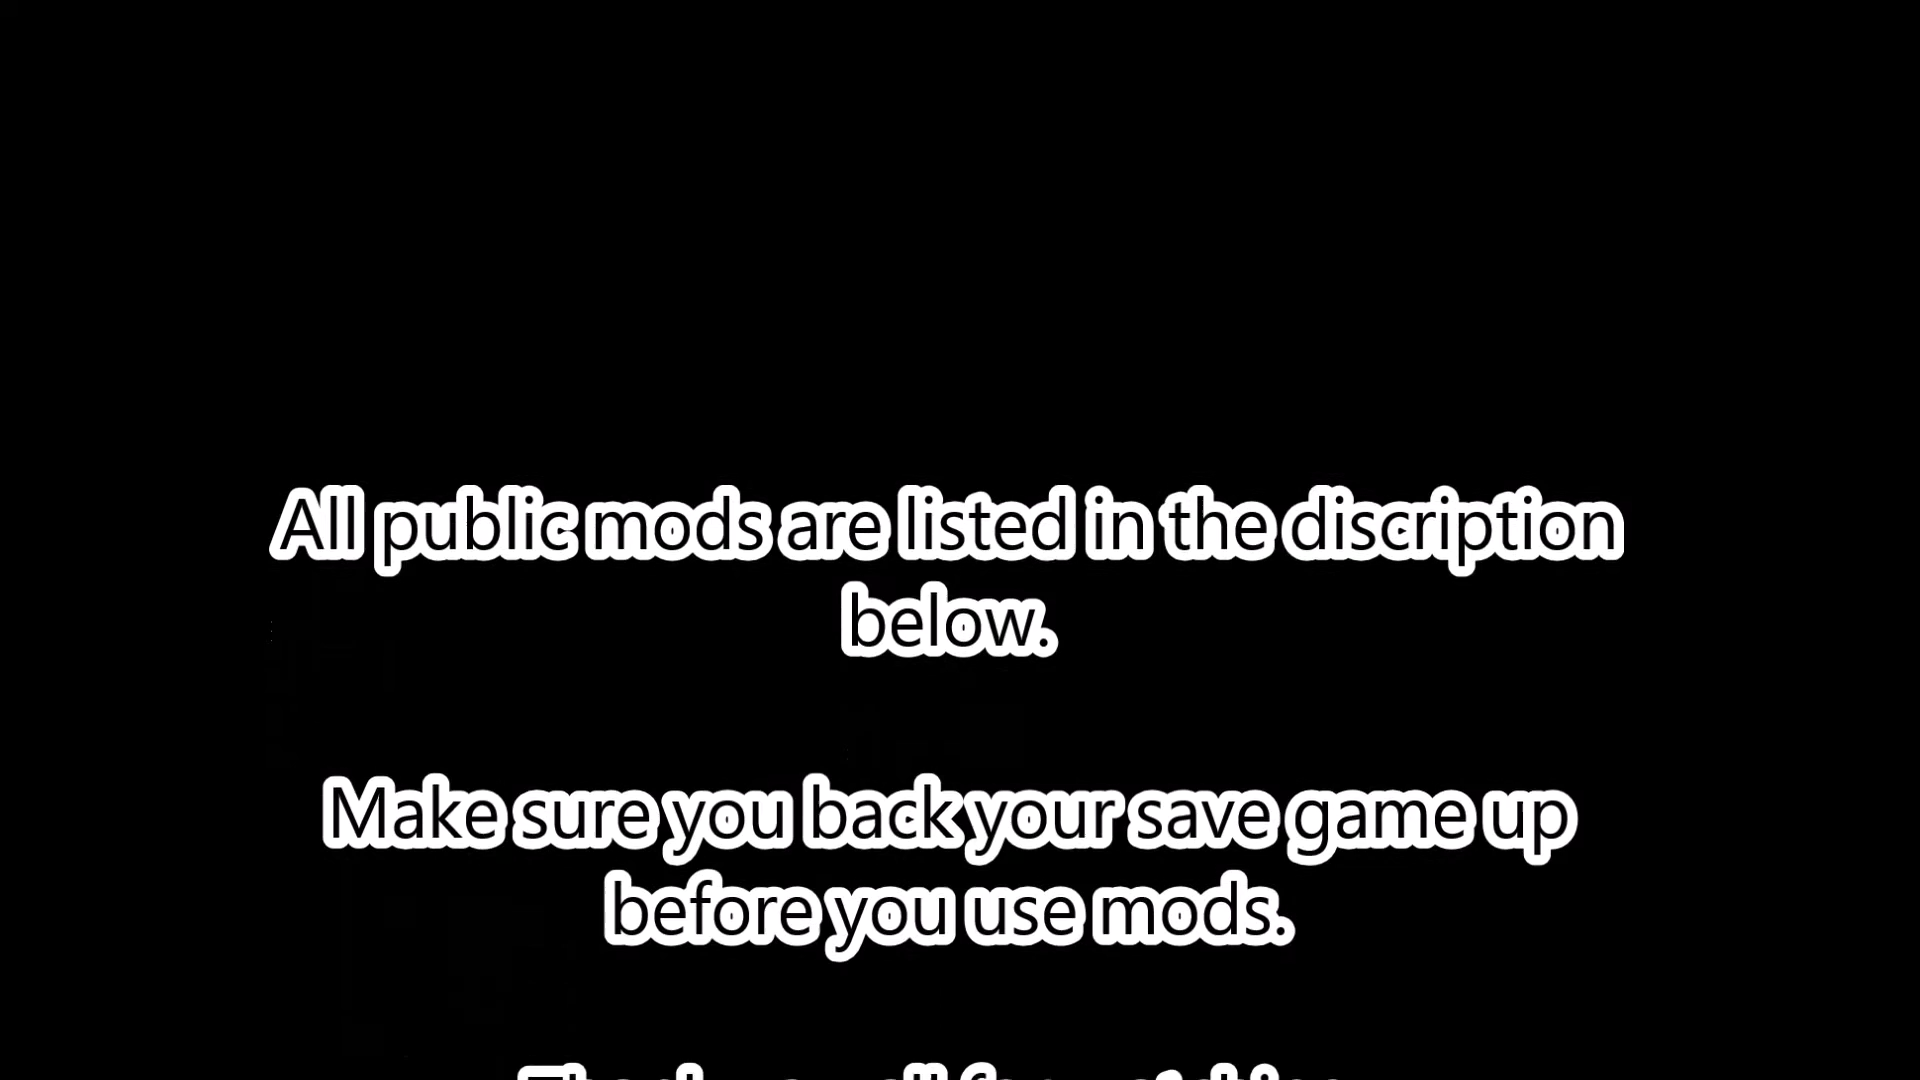 All public mods are listed in the discription
below.
Make sure you back your save game up
before you use mods.